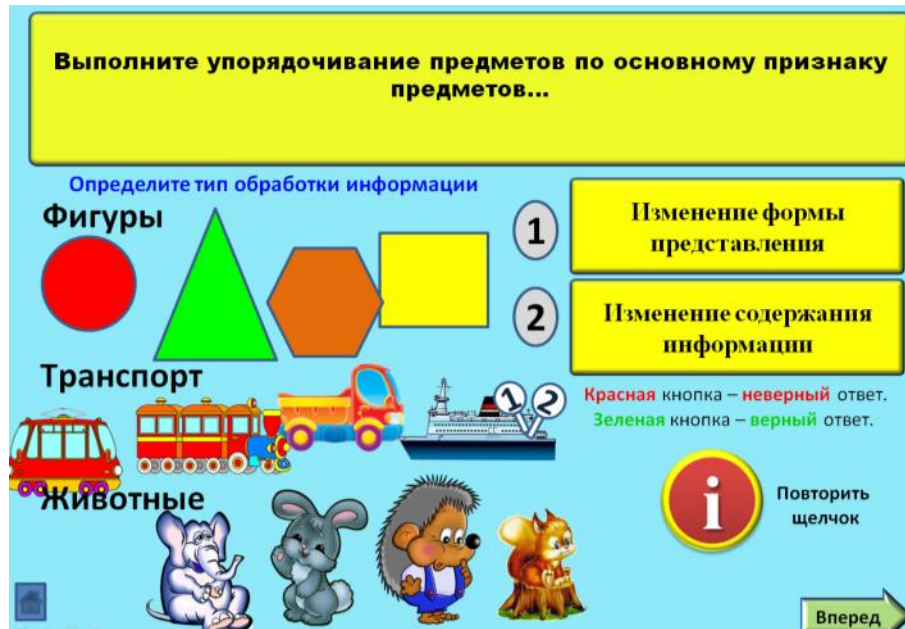 Выполните упорядочивание предметов по основному признаку
предметов...
Определите тип обработки информации
Фигуры
1
Изменение формы
представления
2
Изменение содержания
информации
Транспорт
1 2
Красная кнопка – неверный ответ.
Зеленая кнопка – верный ответ.
Животные
i
Повторить
щелчок
Вперед